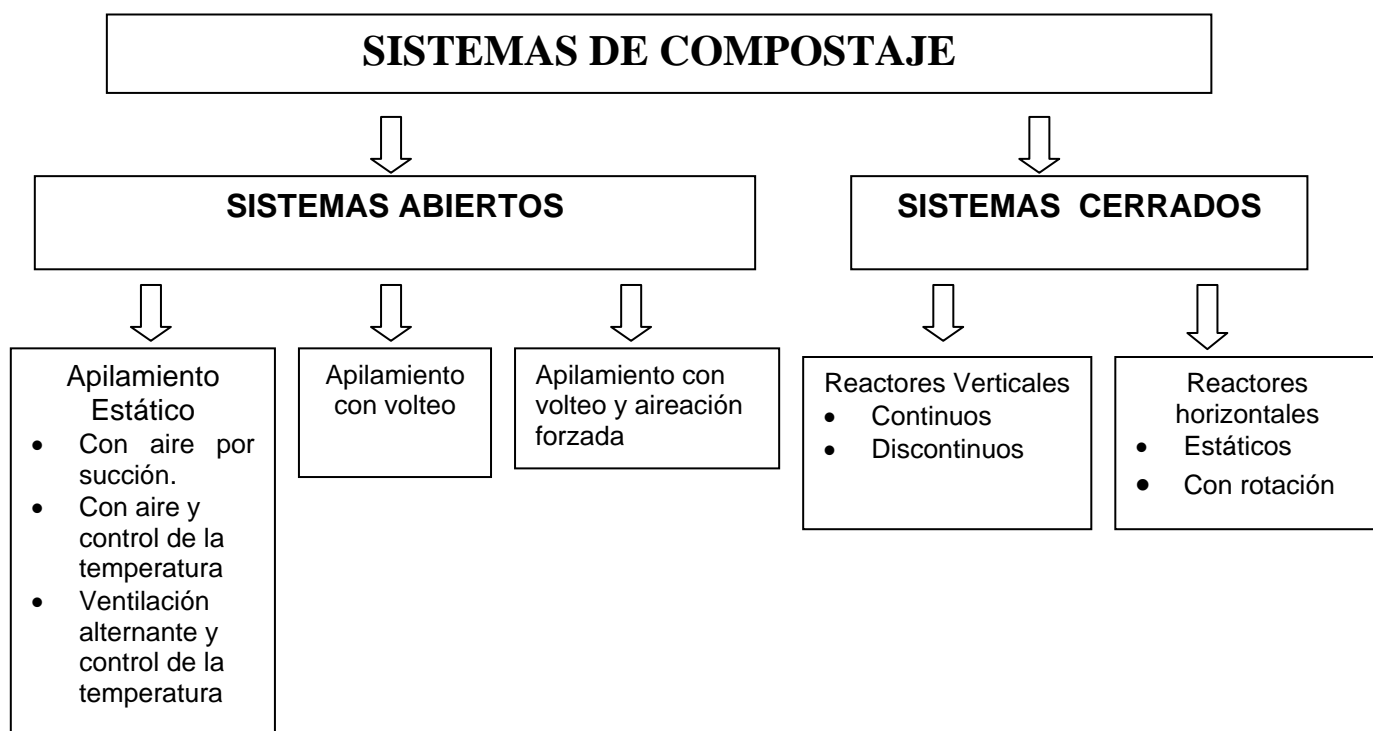 SISTEMAS DE COMPOSTAJE
SISTEMAS ABIERTOS
SISTEMAS CERRADOS
Apilamiento
Estático
• Con aire por
succión.
• Con aire y
control de la
temperatura
• Ventilación
alternante y
control de la
temperatura
Apilamiento
con volteo
Apilamiento con
volteo y aireación
forzada
Reactores Verticales
• Continuos
• Discontinuos
Reactores
horizontales
• Estáticos
• Con rotación